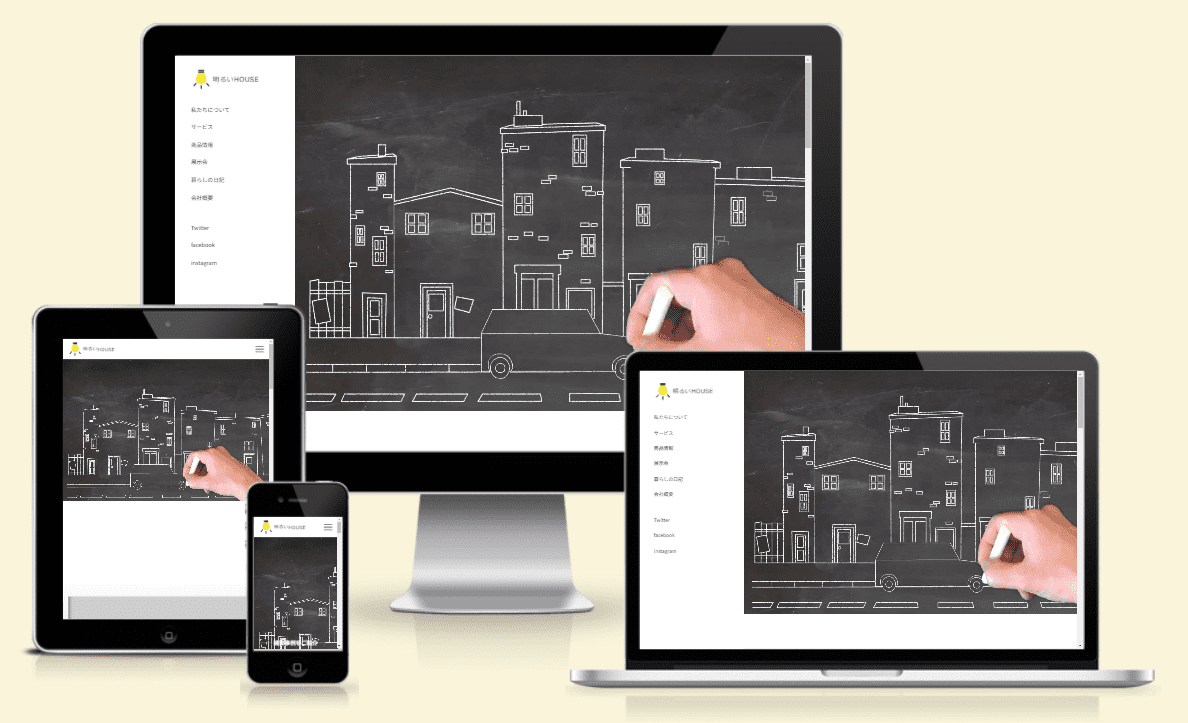 明るいHOUSE
私たちについて
サービス
商品情報
展示会
暮らしの日記
会社概要
Twitter
facebook
instagram
明るいHOUSE
明るいHOUSE
明るいHOUSE
私たちについて
サービス
商品情報
展示会
暮らしの日記
会社概要
Twitter
facebook
instagram